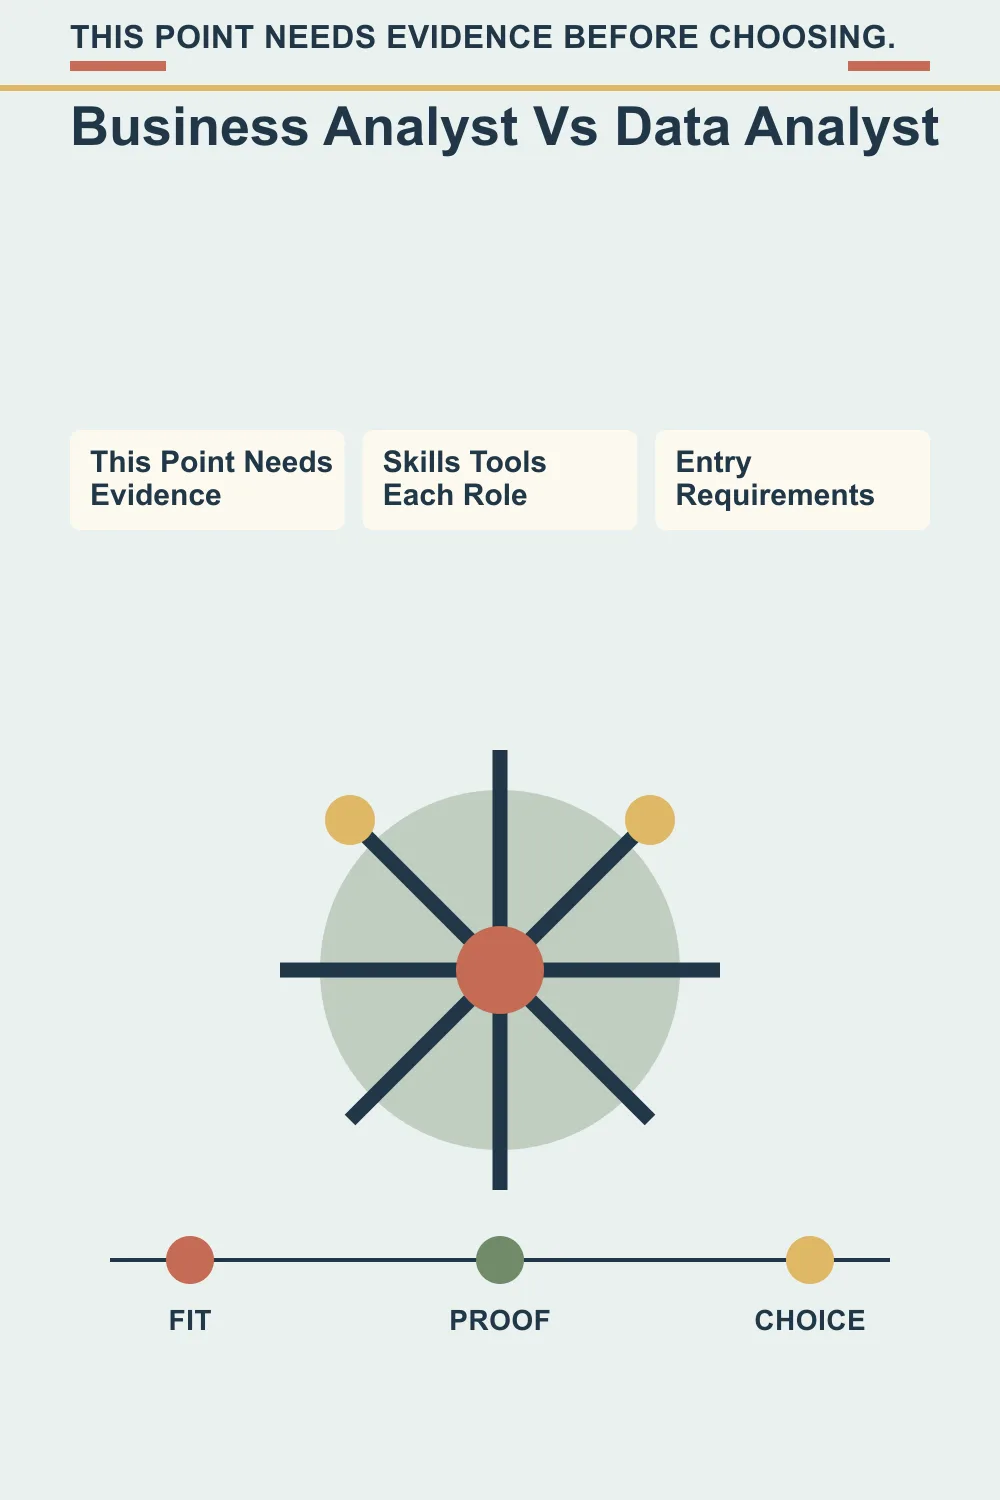 THIS POINT NEEDS EVIDENCE BEFORE CHOOSING.
Business Analyst Vs Data Analyst
This Point Needs
Evidence
Skills Tools
Each Role
Entry
Requirements
FIT
PROOF
CHOICE